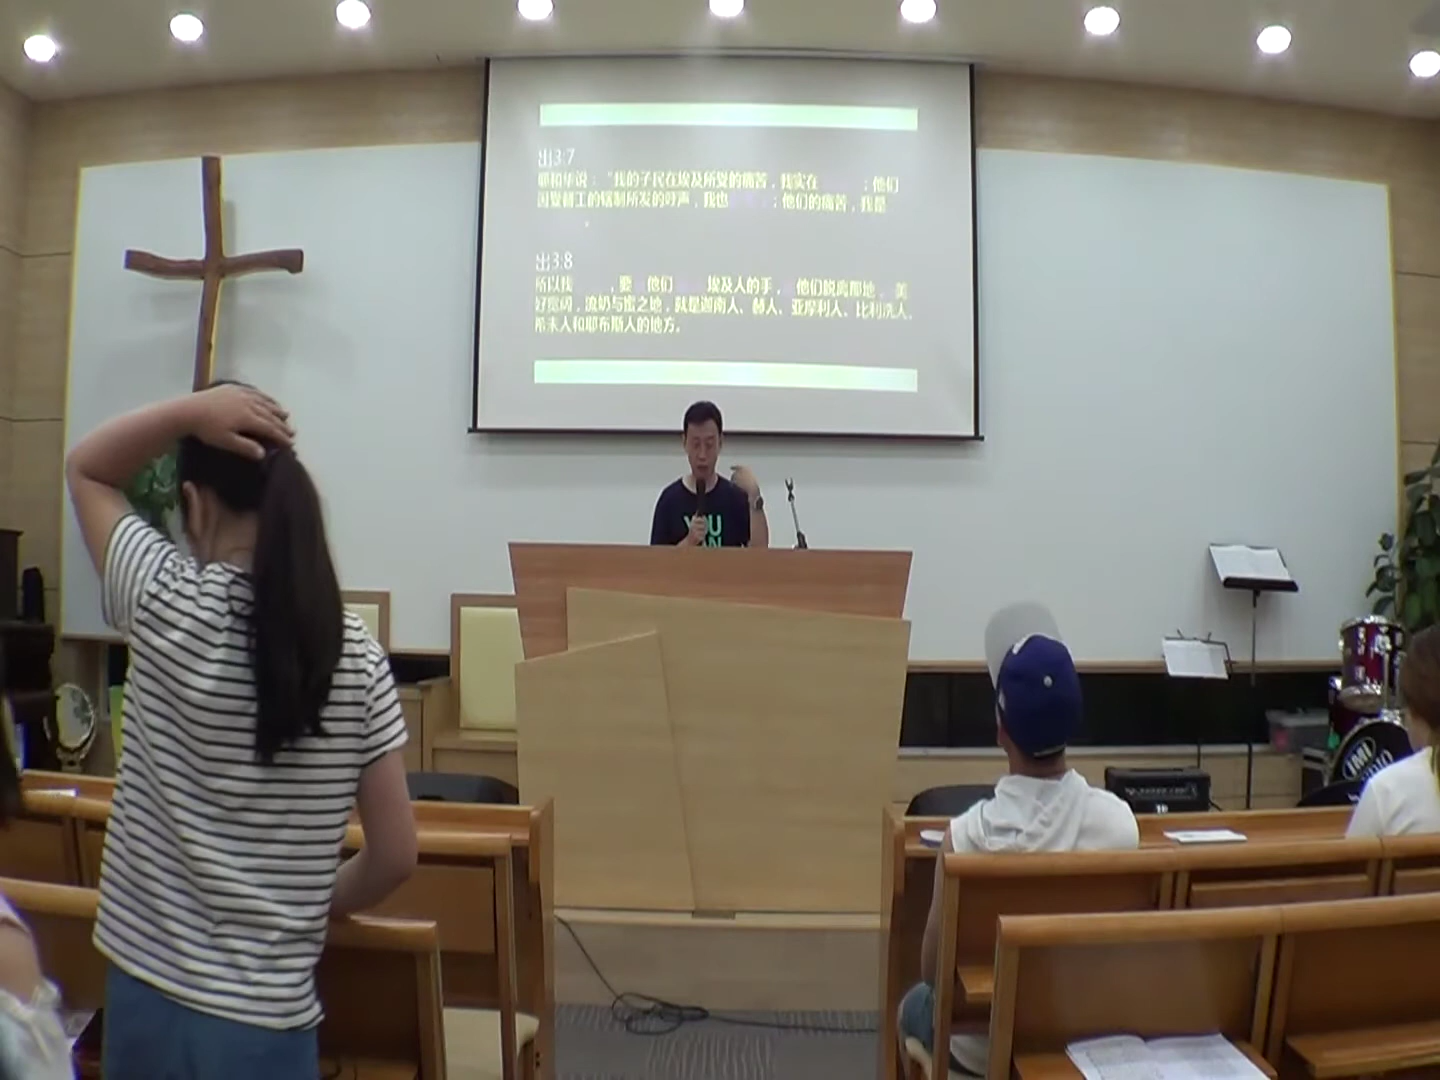 出3:7
耶和华说："我的子民在埃及所受的痛苦，我实在；他们
因受督工的辖制所发的哼声，我也；他们的痛苦，我是
。
出3:8
所以我，要 他们 埃及人的手， 他们脱离那地， 美
好宽阔，流奶与蜜之地，就是迦南人、赫人、亚摩利人、比利洗人、
希未人和耶布斯人的地方。
YOU